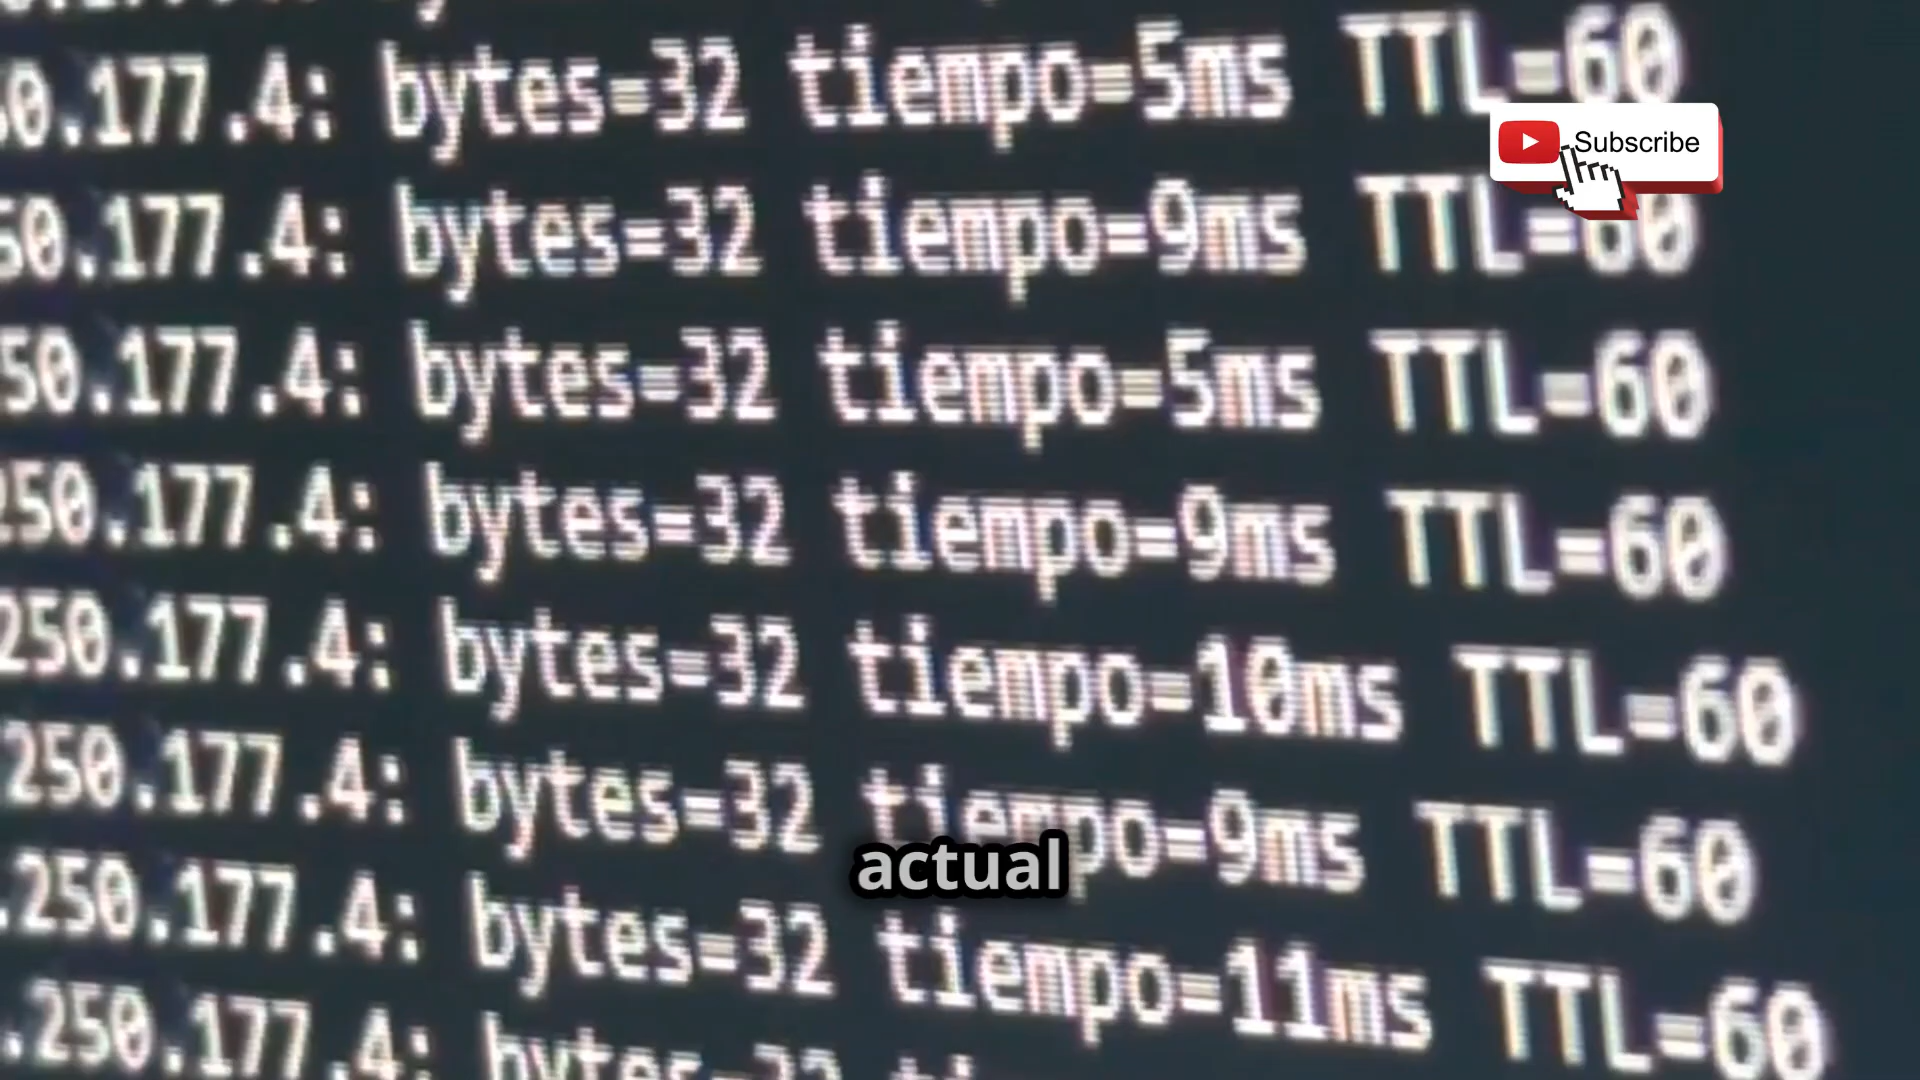 0.177.4: bytes=32 tiempo=5ms TTL=60
Subscribe
50.177.4: bytes=32 tiempo=9ms TTL=60
50.177.4: bytes=32 tiempo=5ms TTL=60
250.177.4: bytes=32 tiempo=9ms TTL=60
250.177.4: bytes=32 tiempo=10ms TTL=60
250.177.4: bytes=32 tiempo=9ms TTL=60
actual
.250.177.4: bytes=32 tiempo=11ms TTL=60
.250.177.4: bytes=32